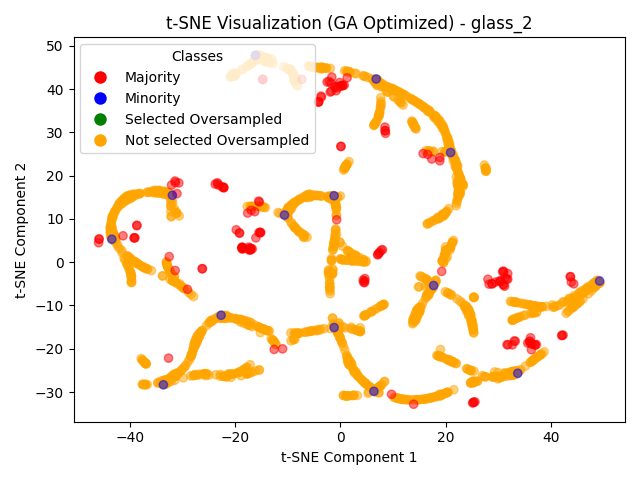 t-SNE Visualization (GA Optimized) - glass_2
t-SNE Component 2
50
40
30
20
10
0
−10
−20
−30
Classes
Majority
Minority
Selected Oversampled
Not selected Oversampled
−40
−20
0
20
40
t-SNE Component 1